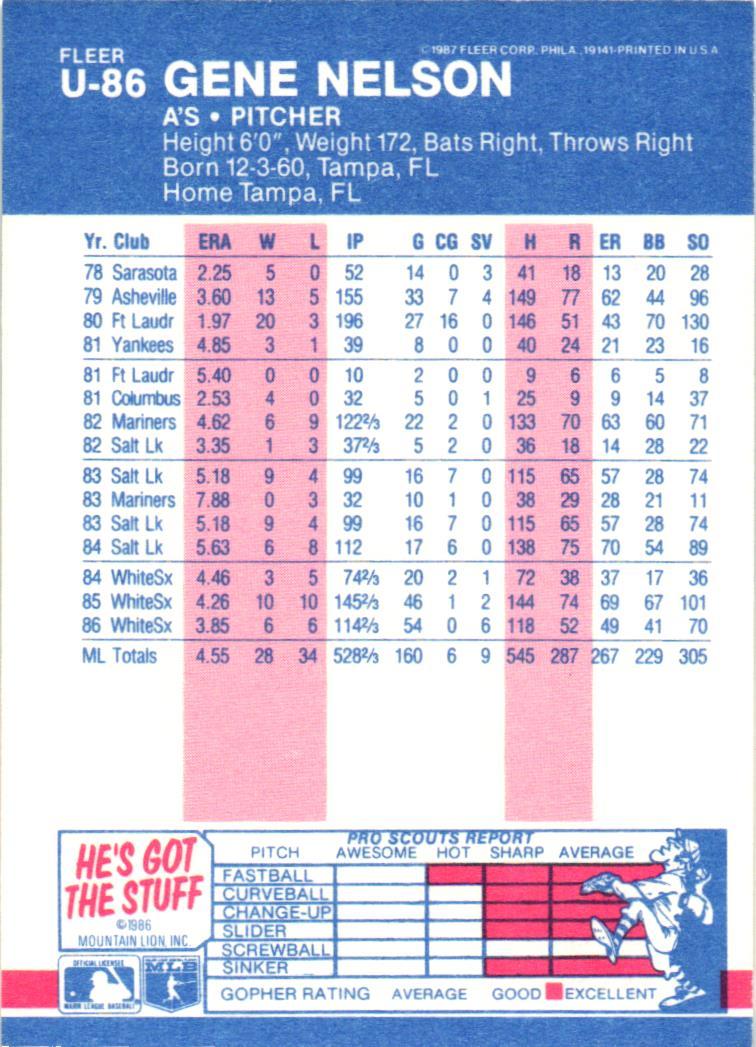 FLEER
©1987 FLEER CORP. PHILA., 19141-PRINTED IN U.S.A.
U-86 GENE NELSON
A'S • PITCHER
Height 6'0", Weight 172, Bats Right, Throws Right
Born 12-3-60, Tampa, FL
Home Tampa, FL
Yr. Club ERA W L IP G CG SV H R ER BB SO
78 Sarasota 2.25 5 0 52 14 0 3 41 18 13 20 28
79 Asheville 3.60 13 5 155 33 7 4 149 77 62 44 96
80 Ft Laudr 1.97 20 3 196 27 16 0 146 51 43 70 130
81 Yankees 4.85 3 1 39 8 0 0 40 24 21 23 16
81 Ft Laudr 5.40 0 0 10 2 0 0 9 6 6 5 8
81 Columbus 2.53 4 0 32 5 0 1 25 9 9 14 37
82 Mariners 4.62 6 9 122²/₃ 22 2 0 133 70 63 60 71
82 Salt Lk 3.35 1 3 37²/₃ 5 2 0 36 18 14 28 22
83 Salt Lk 5.18 9 4 99 16 7 0 115 65 57 28 74
83 Mariners 7.88 0 3 32 10 1 0 38 29 28 21 11
83 Salt Lk 5.18 9 4 99 16 7 0 115 65 57 28 74
84 Salt Lk 5.63 6 8 112 17 6 0 138 75 70 54 89
84 WhiteSx 4.46 3 5 74²/₃ 20 2 1 72 38 37 17 36
85 WhiteSx 4.26 10 10 145²/₃ 46 1 2 144 74 69 67 101
86 WhiteSx 3.85 6 6 114²/₃ 54 0 6 118 52 49 41 70
ML Totals 4.55 28 34 528²/₃ 160 6 9 545 287 267 229 305
HE'S GOT
THE STUFF
©1986
MOUNTAIN LION, INC.
OFFICIAL LICENSEE
MAJOR LEAGUE BASEBALL
MLB
PRO SCOUTS REPORT
PITCH AWESOME HOT SHARP AVERAGE
FASTBALL
CURVEBALL
CHANGE-UP
SLIDER
SCREWBALL
SINKER
GOPHER RATING AVERAGE GOOD EXCELLENT